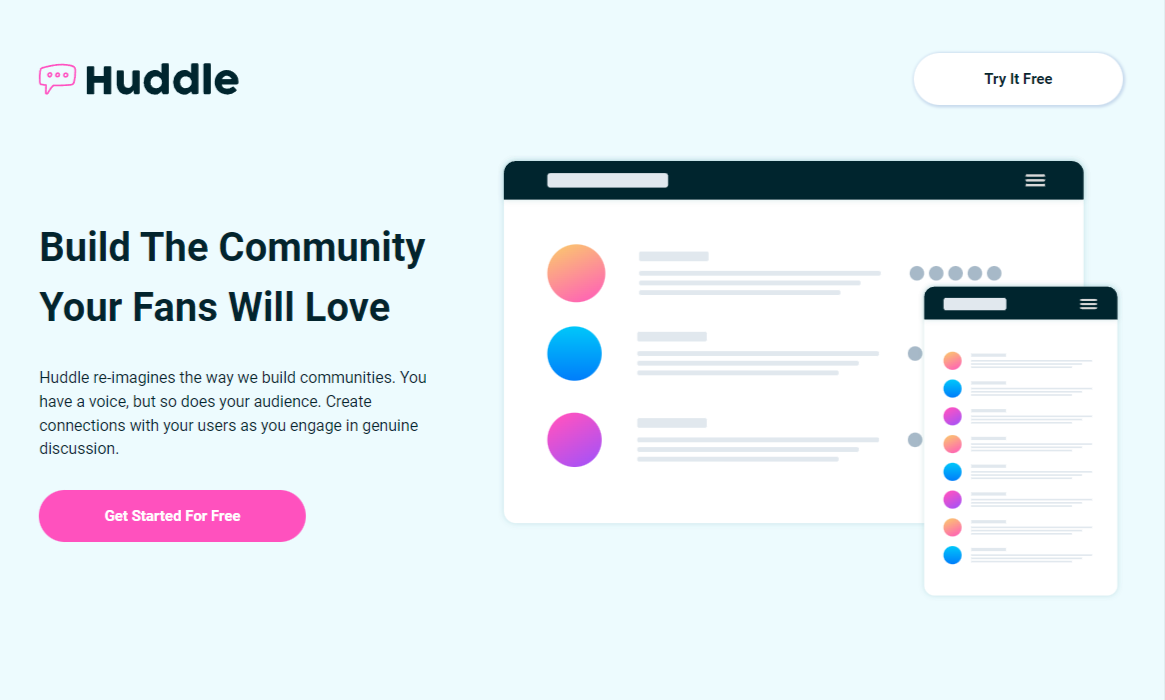 Huddle
Try It Free
Build The Community
Your Fans Will Love
Huddle re-imagines the way we build communities. You
have a voice, but so does your audience. Create
connections with your users as you engage in genuine
discussion.
Get Started For Free